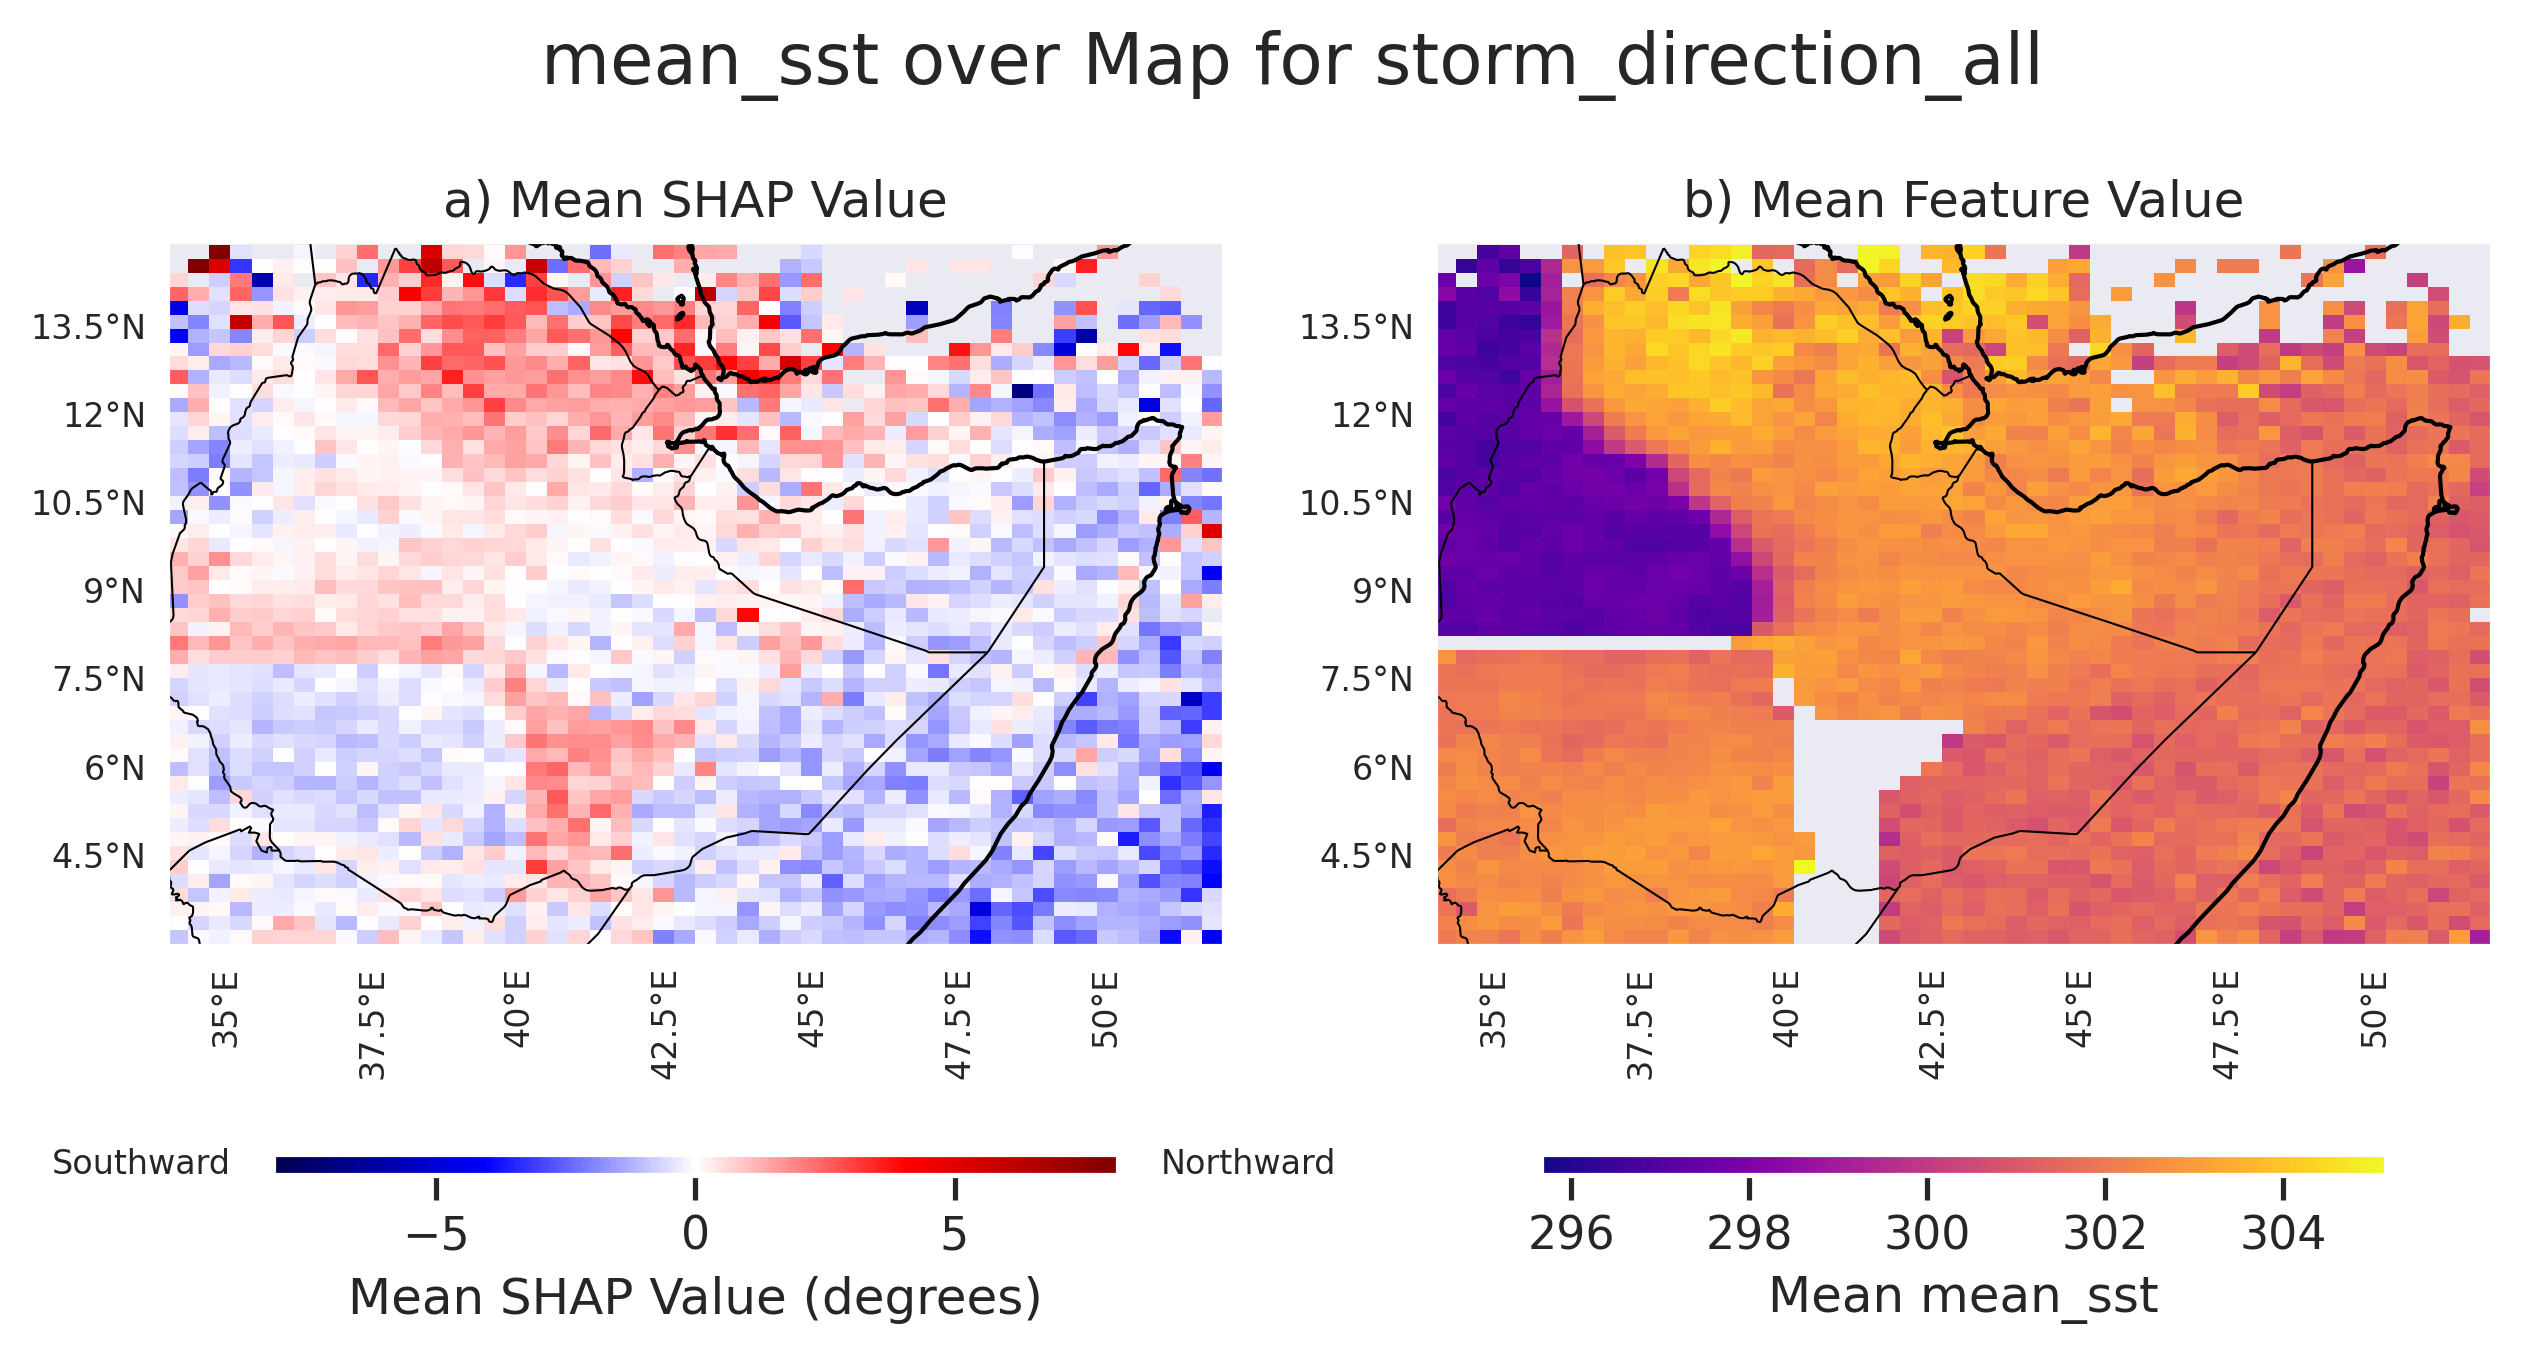 mean_sst over Map for storm_direction_all
a) Mean SHAP Value
13.5°N
12°N
10.5°N
9°N
7.5°N
6°N
4.5°N
35°E
37.5°E
40°E
42.5°E
45°E
47.5°E
50°E
Southward
Northward
−5
0
5
Mean SHAP Value (degrees)
b) Mean Feature Value
13.5°N
12°N
10.5°N
9°N
7.5°N
6°N
4.5°N
35°E
37.5°E
40°E
42.5°E
45°E
47.5°E
50°E
296
298
300
302
304
Mean mean_sst